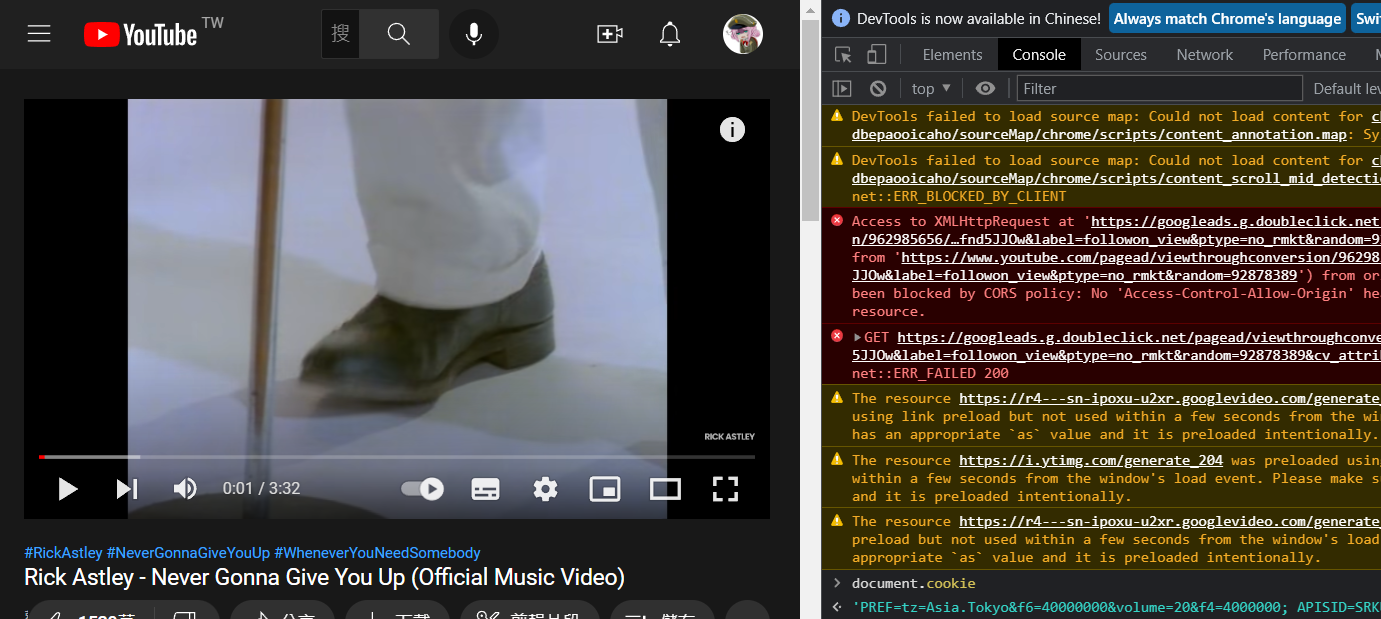 YouTube TW
搜
RICK ASTLEY
0:01 / 3:32
#RickAstley #NeverGonnaGiveYouUp #WheneverYouNeedSomebody
Rick Astley - Never Gonna Give You Up (Official Music Video)
分享
下載
剪輯片段
儲存
DevTools is now available in Chinese! Always match Chrome's language
Elements Console Sources Network Performance
top Filter Default
DevTools failed to load source map: Could not load content for
dbepaooicaho/sourceMap/chrome/scripts/content_annotation.map: Sy
DevTools failed to load source map: Could not load content for
dbepaooicaho/sourceMap/chrome/scripts/content_scroll_mid_detecti
net::ERR_BLOCKED_BY_CLIENT
Access to XMLHttpRequest at 'https://googleads.g.doubleclick.net
n/962985656/…fnd5JJOw&label=followon_view&ptype=no_rmkt&random=9
from 'https://www.youtube.com/pagead/viewthroughconversion/96298
JJOw&label=followon_view&ptype=no_rmkt&random=92878389') from or
been blocked by CORS policy: No 'Access-Control-Allow-Origin' he
resource.
GET https://googleads.g.doubleclick.net/pagead/viewthroughconve
5JJOw&label=followon_view&ptype=no_rmkt&random=92878389&cv_attri
net::ERR_FAILED 200
The resource https://r4---sn-ipoxu-u2xr.googlevideo.com/generate_
using link preload but not used within a few seconds from the wi
has an appropriate `as` value and it is preloaded intentionally.
The resource https://i.ytimg.com/generate_204 was preloaded usin
within a few seconds from the window's load event. Please make s
and it is preloaded intentionally.
The resource https://r4---sn-ipoxu-u2xr.googlevideo.com/generate_
preload but not used within a few seconds from the window's load
appropriate `as` value and it is preloaded intentionally.
document.cookie
'PREF=tz=Asia.Tokyo&f6=40000000&volume=20&f4=4000000; APISID=SRK